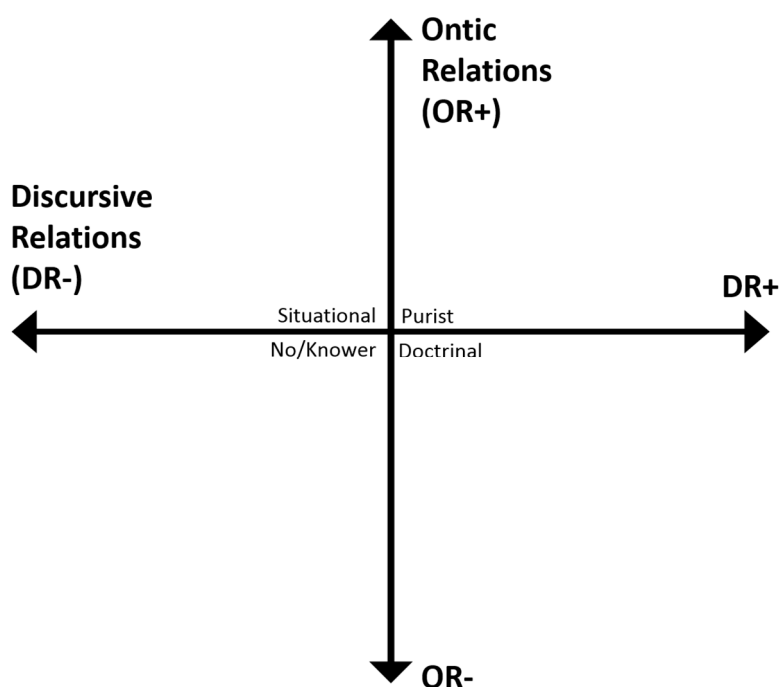 Ontic
Relations
(OR+)
Discursive
Relations
(DR-)
DR+
Situational
Purist
No/Knower
Doctrinal
OR-